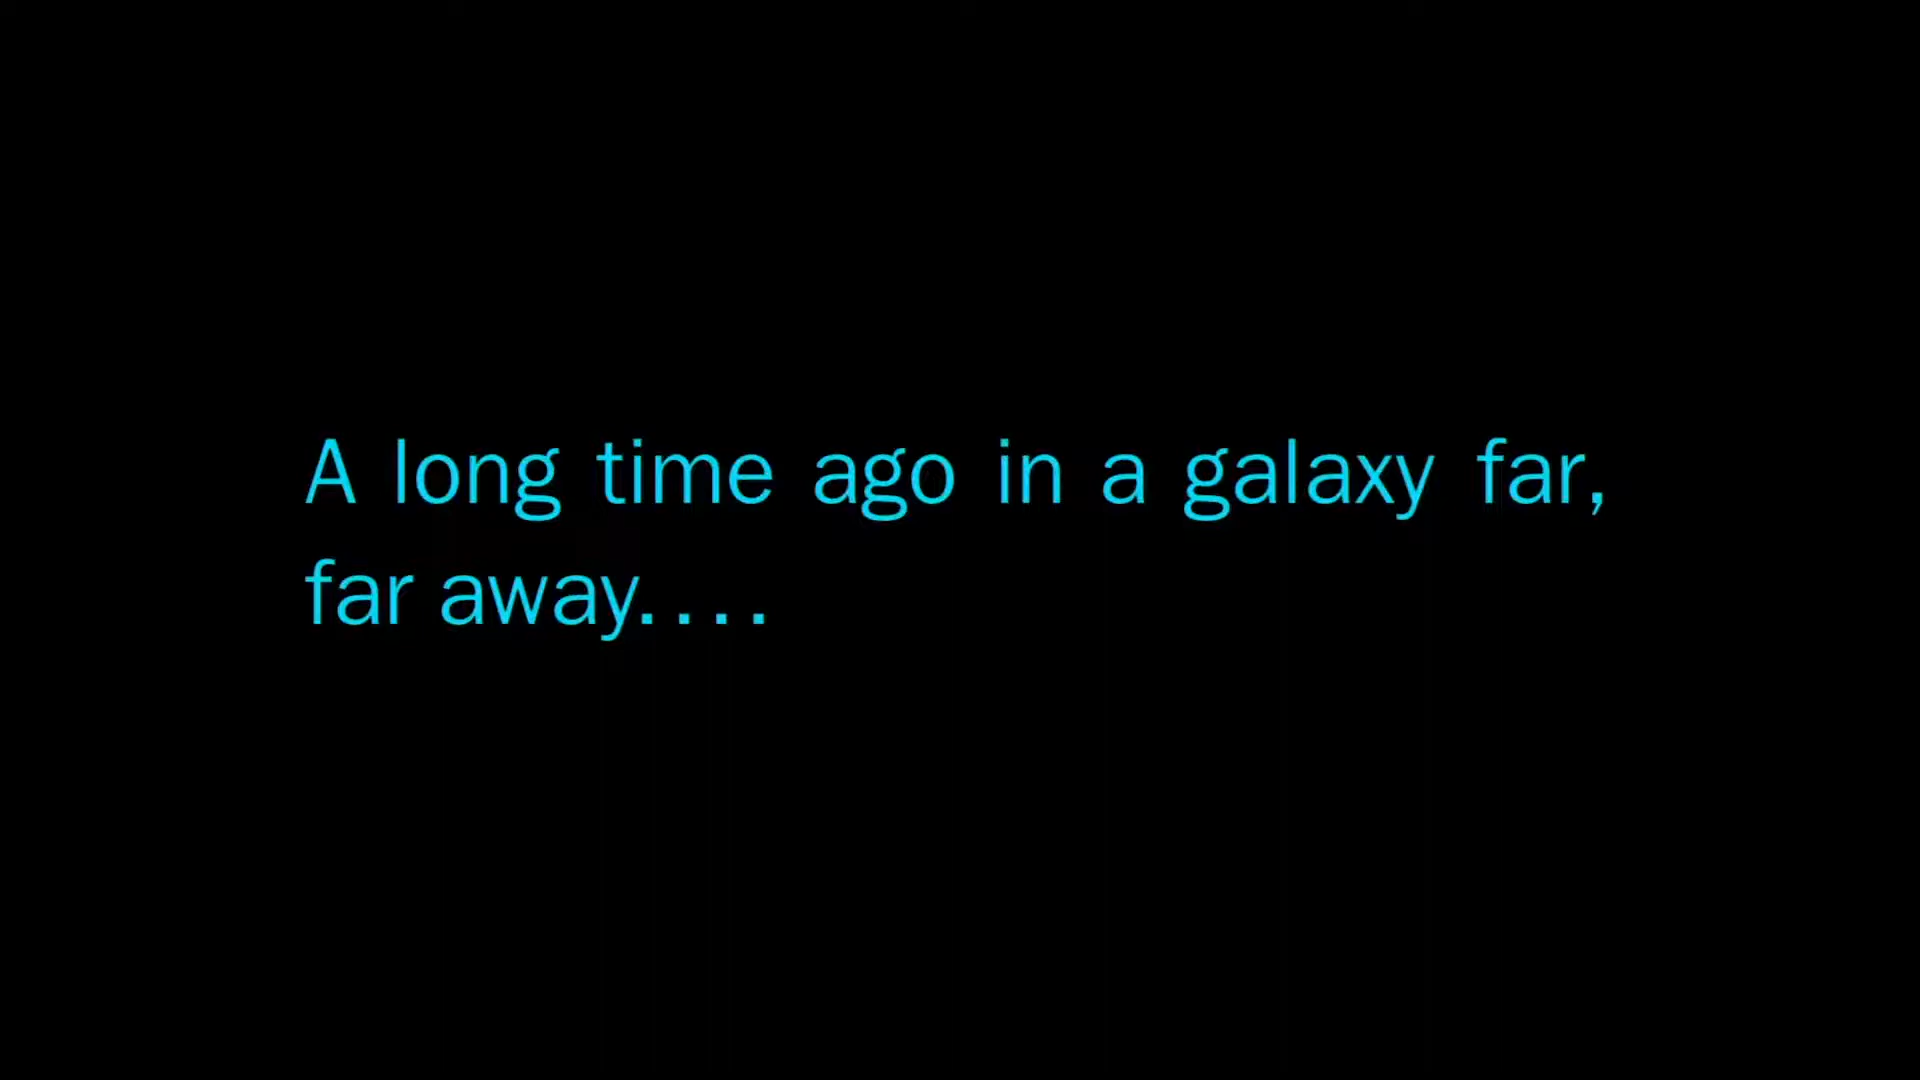 A long time ago in a galaxy far,
far away. . . .